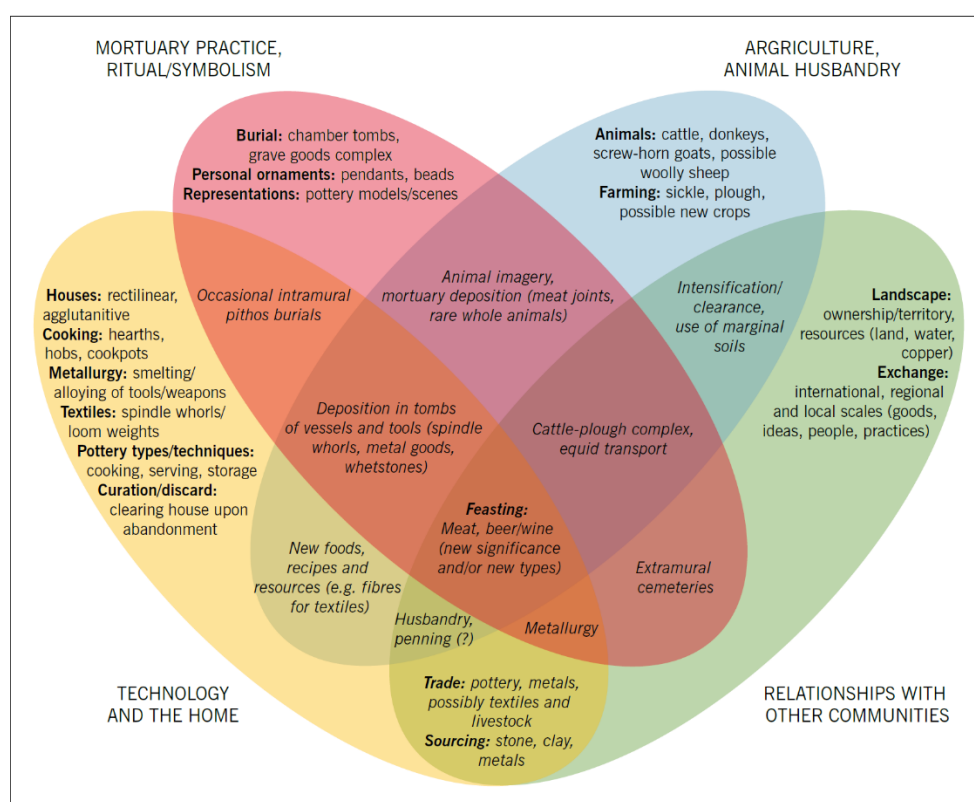 MORTUARY PRACTICE,
RITUAL/SYMBOLISM
ARGRICULTURE,
ANIMAL HUSBANDRY
Burial: chamber tombs,
grave goods complex
Personal ornaments: pendants, beads
Representations: pottery models/scenes
Animals: cattle, donkeys,
screw-horn goats, possible
woolly sheep
Farming: sickle, plough,
possible new crops
Houses: rectilinear,
agglutanitive
Cooking: hearths,
hobs, cookpots
Metallurgy: smelting/
alloying of tools/weapons
Textiles: spindle whorls/
loom weights
Pottery types/techniques:
cooking, serving, storage
Curation/discard:
clearing house upon
abandonment
Occasional intramural
pithos burials
Animal imagery,
mortuary deposition (meat joints,
rare whole animals)
Intensification/
clearance,
use of marginal
soils
Landscape:
ownership/territory,
resources (land, water,
copper)
Exchange:
international, regional
and local scales (goods,
ideas, people, practices)
Deposition in tombs
of vessels and tools (spindle
whorls, metal goods,
whetstones)
Cattle-plough complex,
equid transport
Feasting:
Meat, beer/wine
(new significance
and/or new types)
New foods,
recipes and
resources (e.g. fibres
for textiles)
Extramural
cemeteries
Husbandry,
penning (?)
Metallurgy
Trade: pottery, metals,
possibly textiles and
livestock
Sourcing: stone, clay,
metals
TECHNOLOGY
AND THE HOME
RELATIONSHIPS WITH
OTHER COMMUNITIES